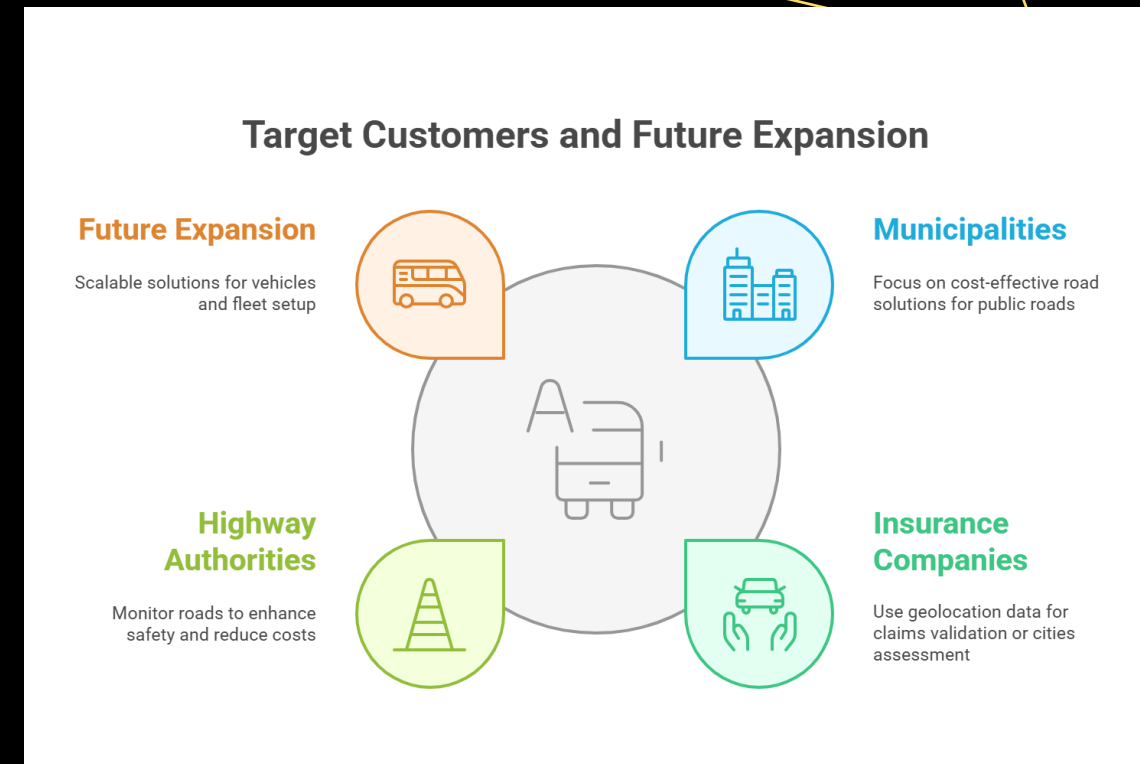 Target Customers and Future Expansion
Future Expansion
Scalable solutions for vehicles
and fleet setup
Municipalities
Focus on cost-effective road
solutions for public roads
Highway
Authorities
Monitor roads to enhance
safety and reduce costs
Insurance
Companies
Use geolocation data for
claims validation or cities
assessment